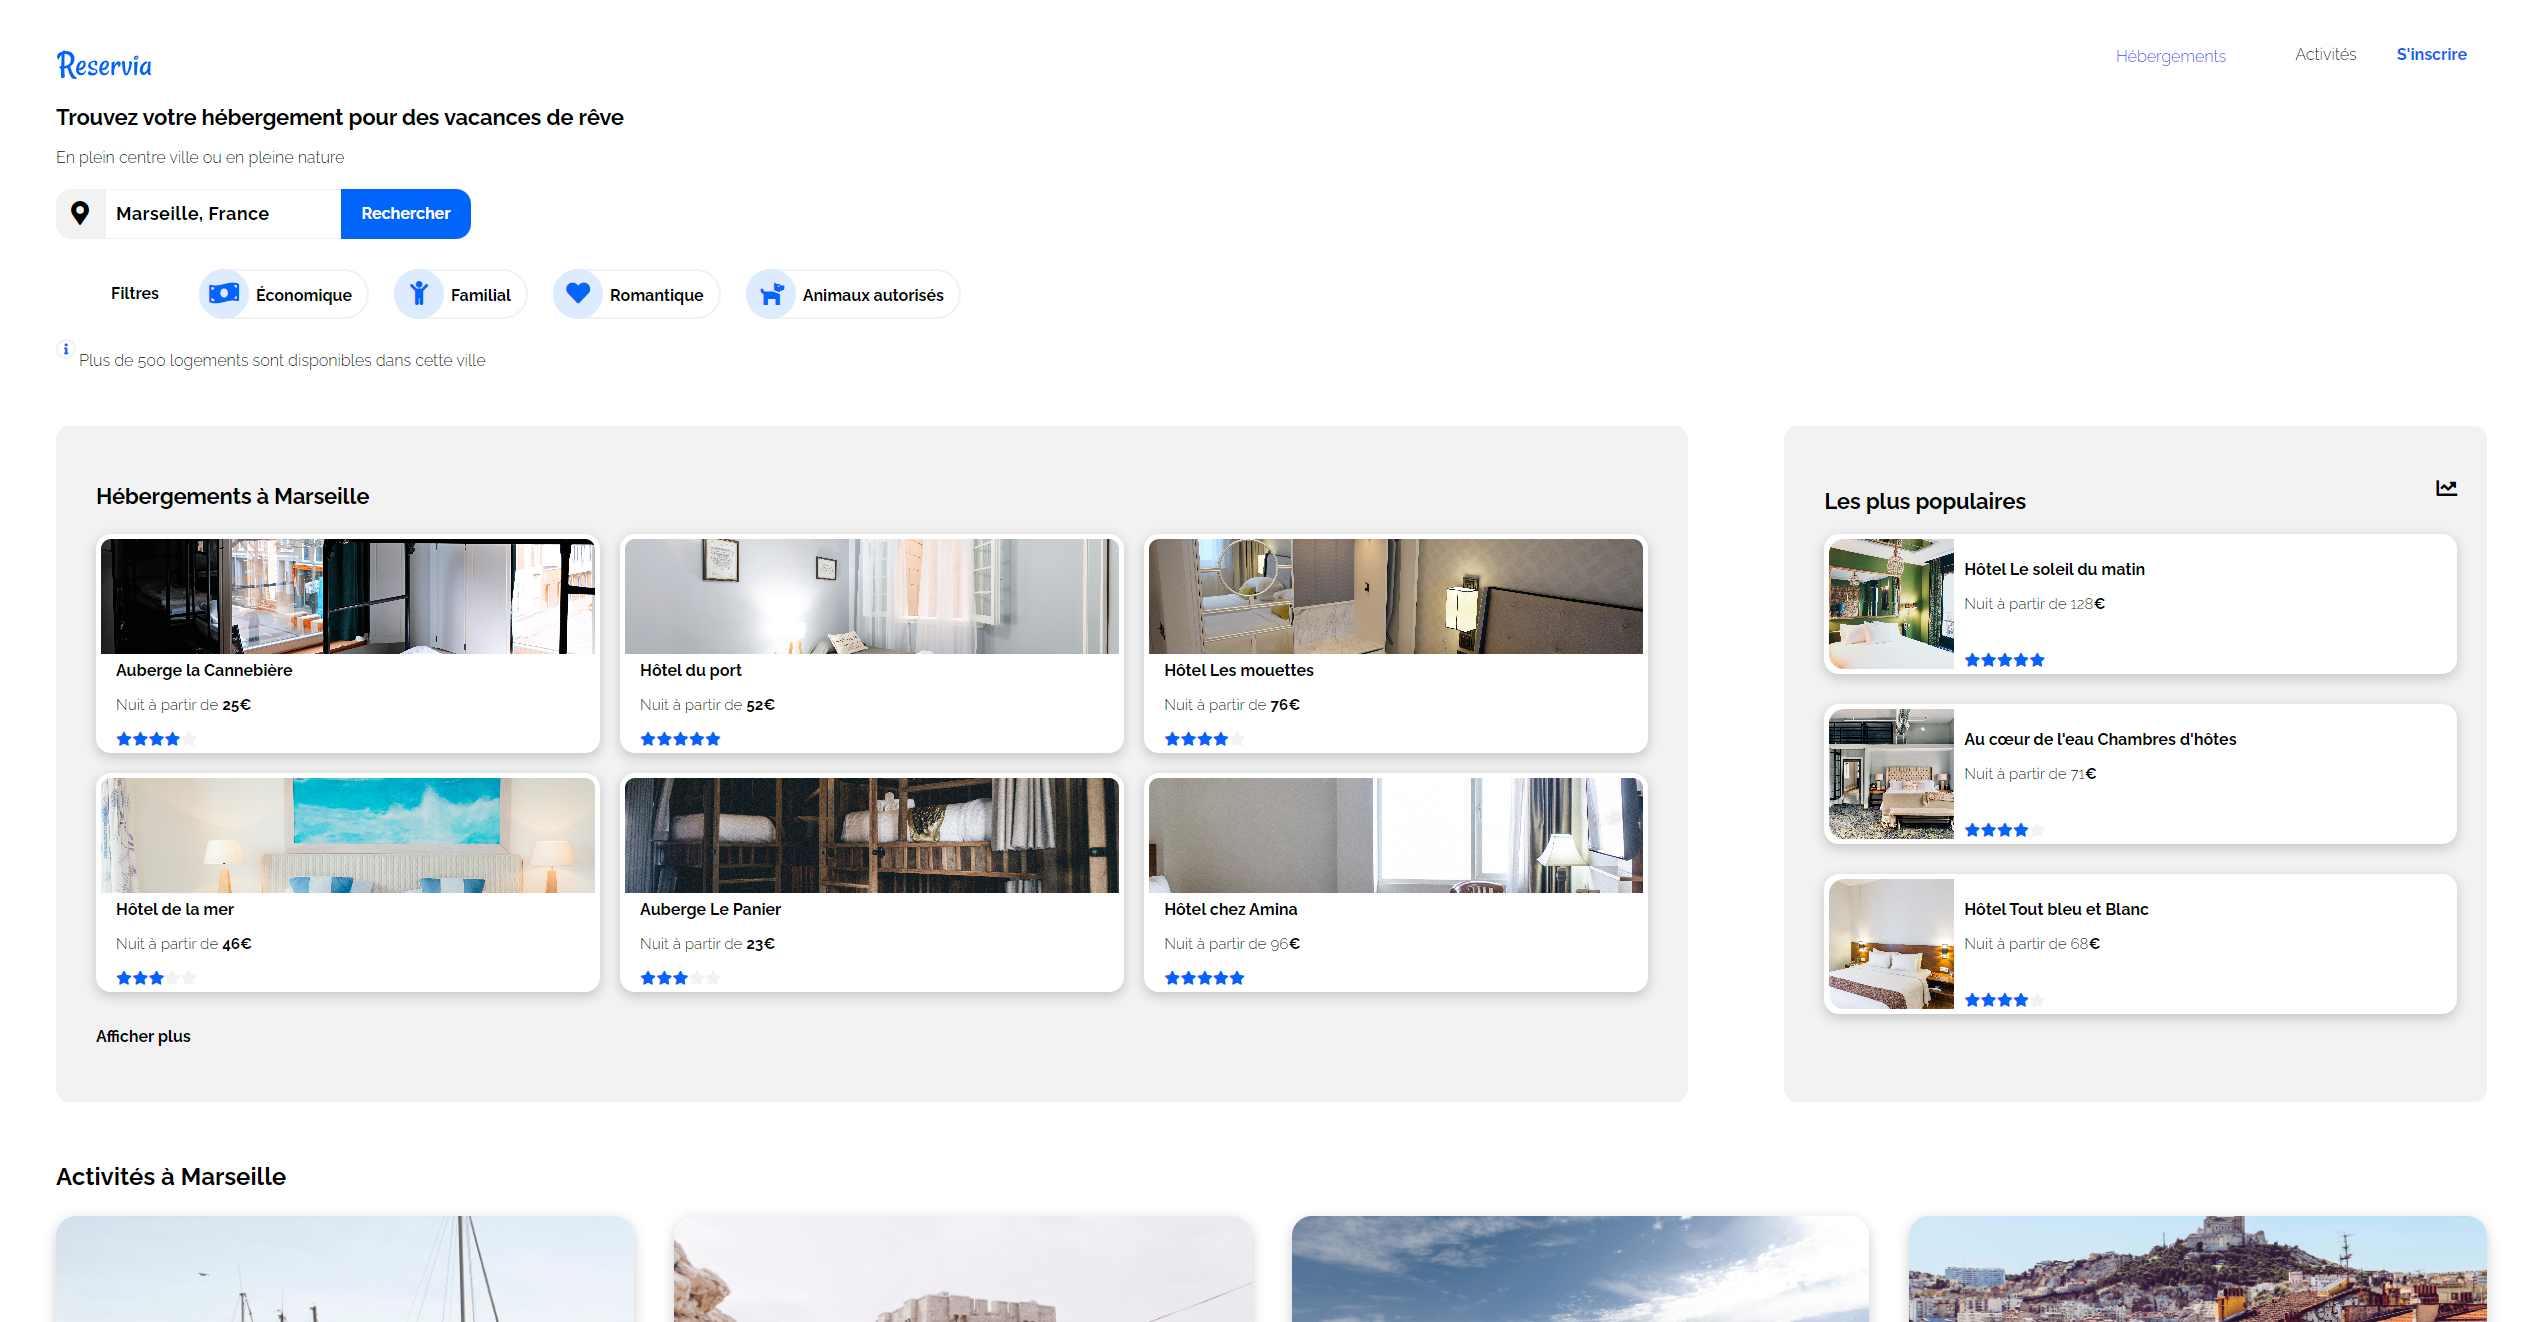 Reservia
Hébergements
Activités
S'inscrire
Trouvez votre hébergement pour des vacances de rêve
En plein centre ville ou en pleine nature
Marseille, France
Rechercher
Filtres
Économique
Familial
Romantique
Animaux autorisés
Plus de 500 logements sont disponibles dans cette ville
Hébergements à Marseille
Auberge la Cannebière
Nuit à partir de 25€
Hôtel du port
Nuit à partir de 52€
Hôtel Les mouettes
Nuit à partir de 76€
Hôtel de la mer
Nuit à partir de 46€
Auberge Le Panier
Nuit à partir de 23€
Hôtel chez Amina
Nuit à partir de 96€
Afficher plus
Les plus populaires
Hôtel Le soleil du matin
Nuit à partir de 128€
Au cœur de l'eau Chambres d'hôtes
Nuit à partir de 71€
Hôtel Tout bleu et Blanc
Nuit à partir de 68€
Activités à Marseille